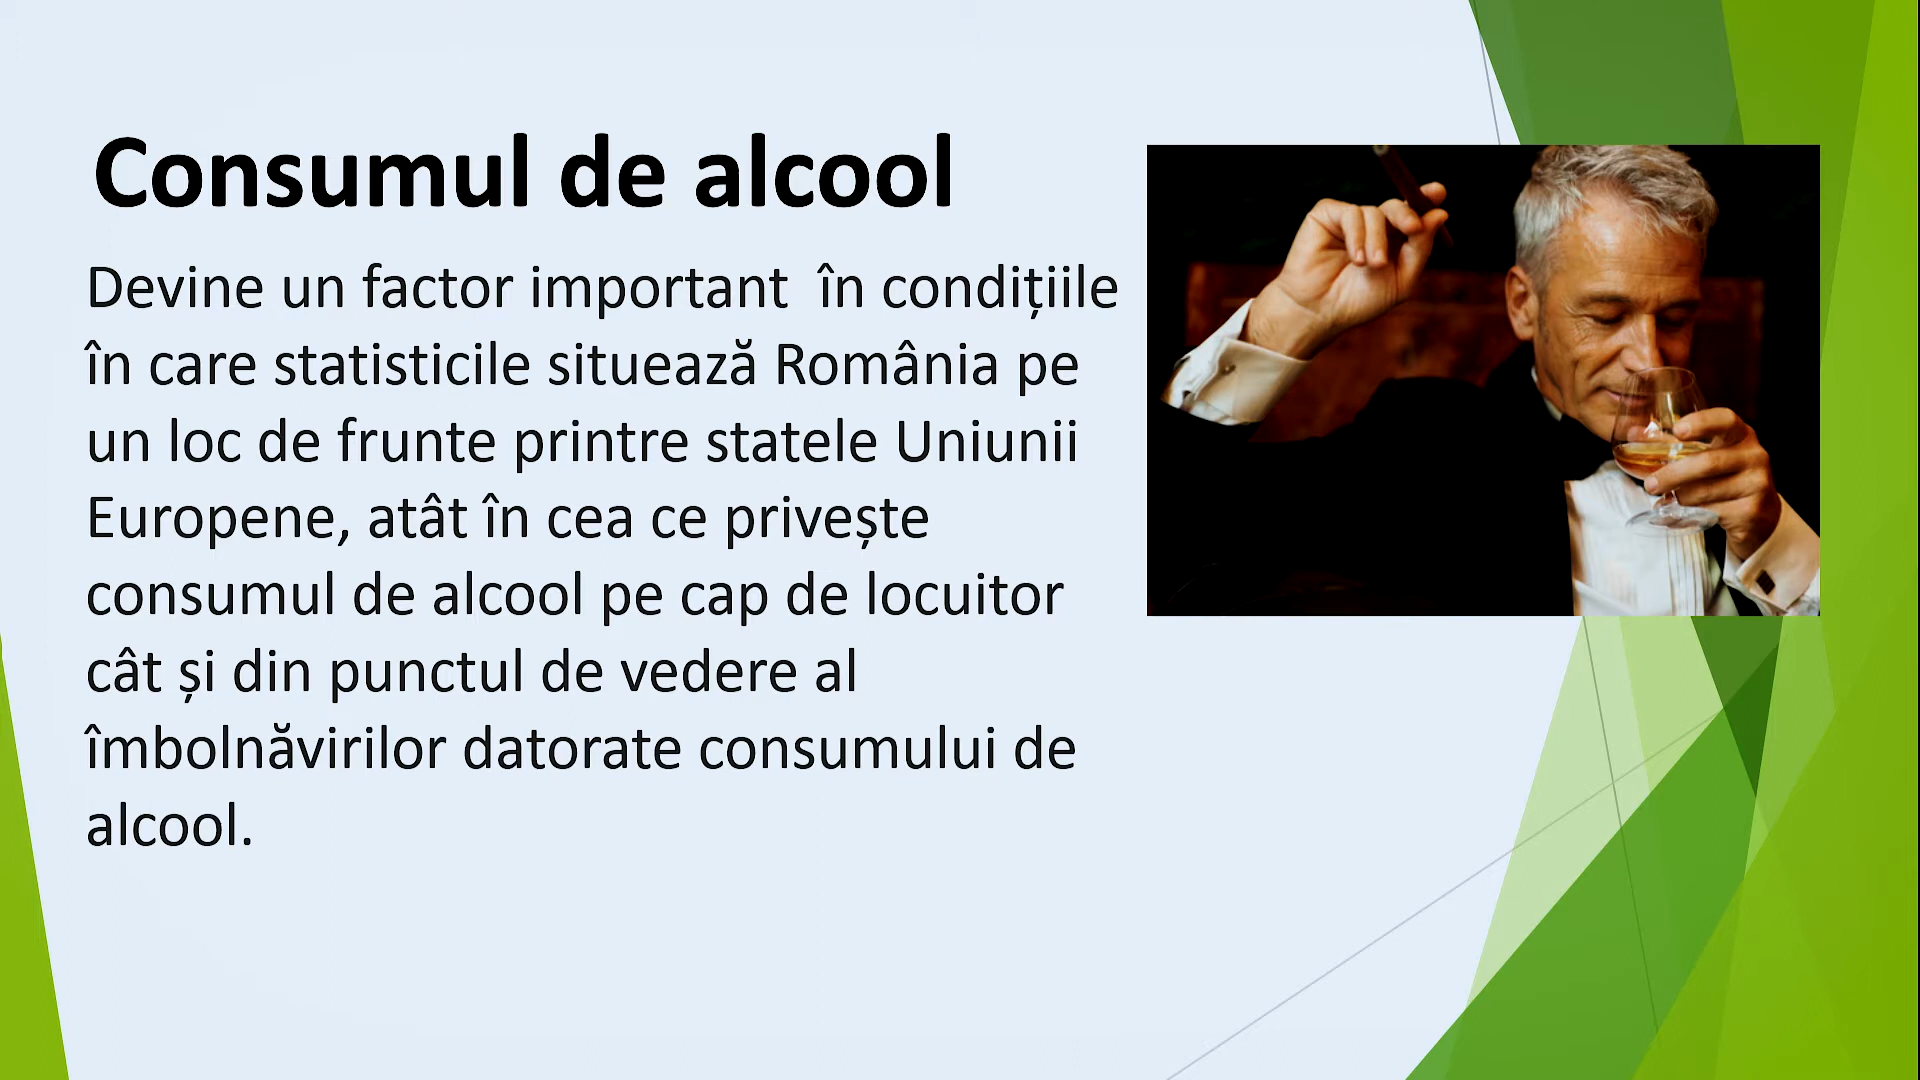 Consumul de alcool
Devine un factor important  în condițiile
în care statisticile situează România pe
un loc de frunte printre statele Uniunii
Europene, atât în cea ce privește
consumul de alcool pe cap de locuitor
cât și din punctul de vedere al
îmbolnăvirilor datorate consumului de
alcool.